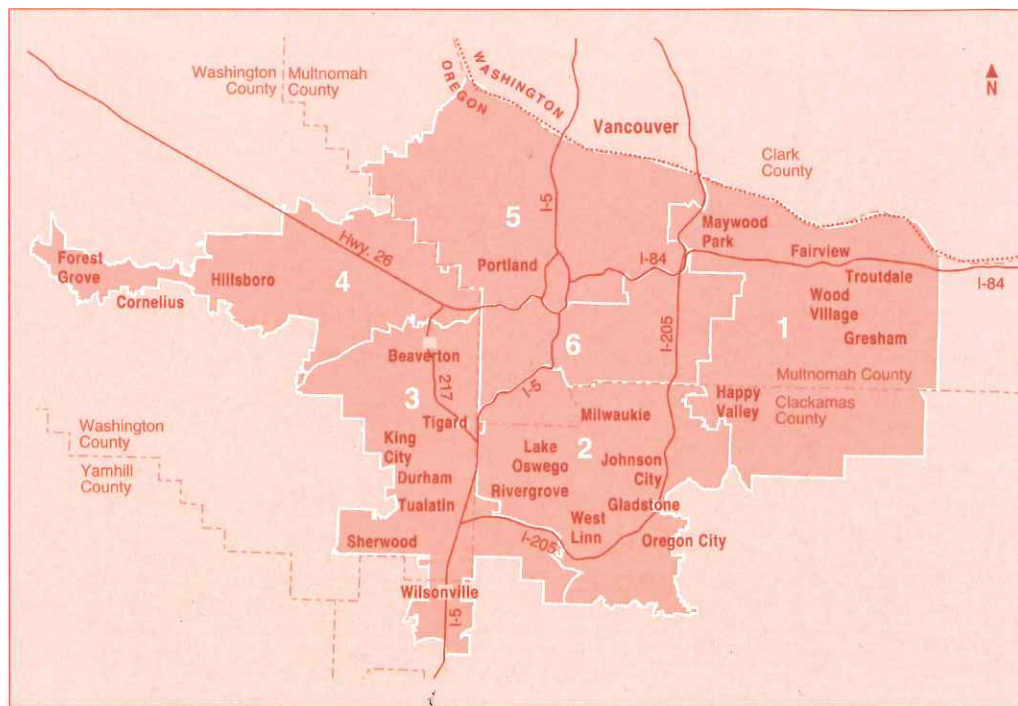 Washington
County
Multnomah
County
WASHINGTON
OREGON
N
Vancouver
Clark
County
5
I-5
Maywood
Park
Hwy. 26
Portland
I-84
Fairview
Forest
Grove
Hillsboro
4
Troutdale
I-84
Cornelius
Wood
Village
1
I-205
6
Gresham
Beaverton
217
I-5
Multnomah County
3
Happy
Valley
Clackamas
County
Tigard
Milwaukie
2
Washington
County
King
City
Lake
Oswego
Johnson
City
Yamhill
County
Durham
Rivergrove
Tualatin
Gladstone
West
Linn
Sherwood
I-205
Oregon City
Wilsonville
I-5